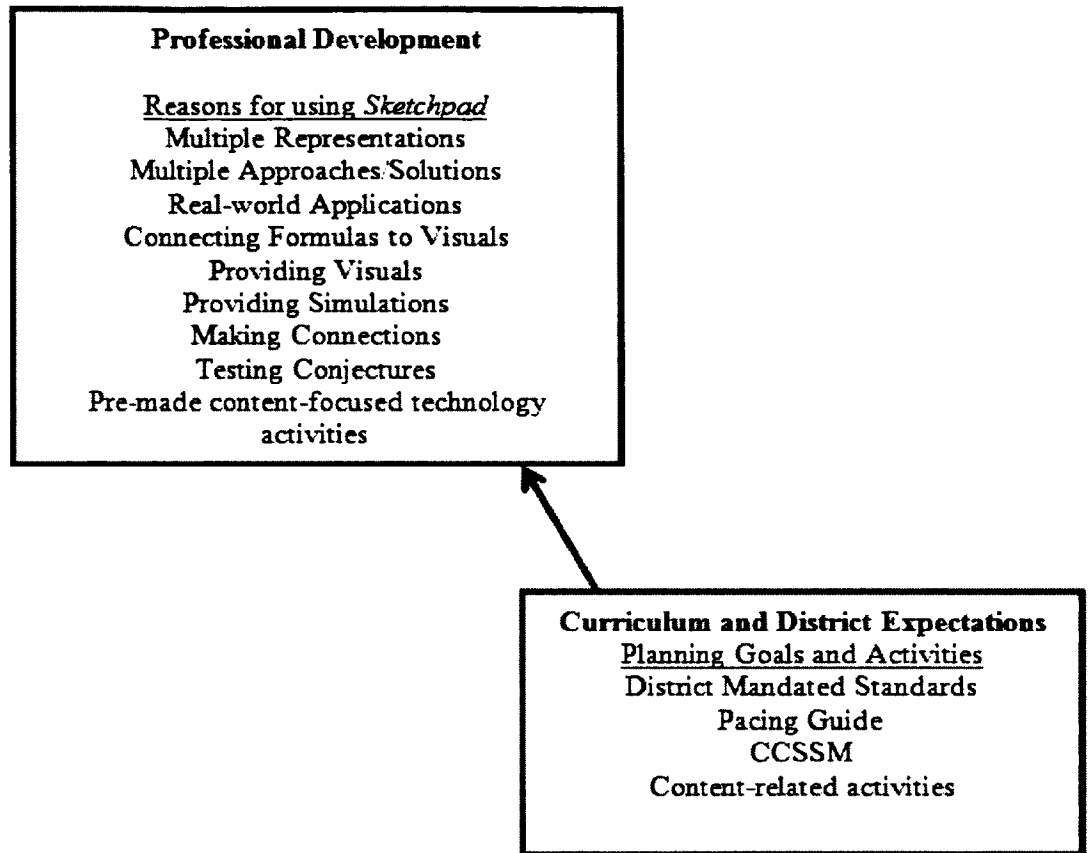 Professional Development
Reasons for using Sketchpad
Multiple Representations
Multiple Approaches/Solutions
Real-world Applications
Connecting Formulas to Visuals
Providing Visuals
Providing Simulations
Making Connections
Testing Conjectures
Pre-made content-focused technology
activities
Curriculum and District Expectations
Planning Goals and Activities
District Mandated Standards
Pacing Guide
CCSSM
Content-related activities